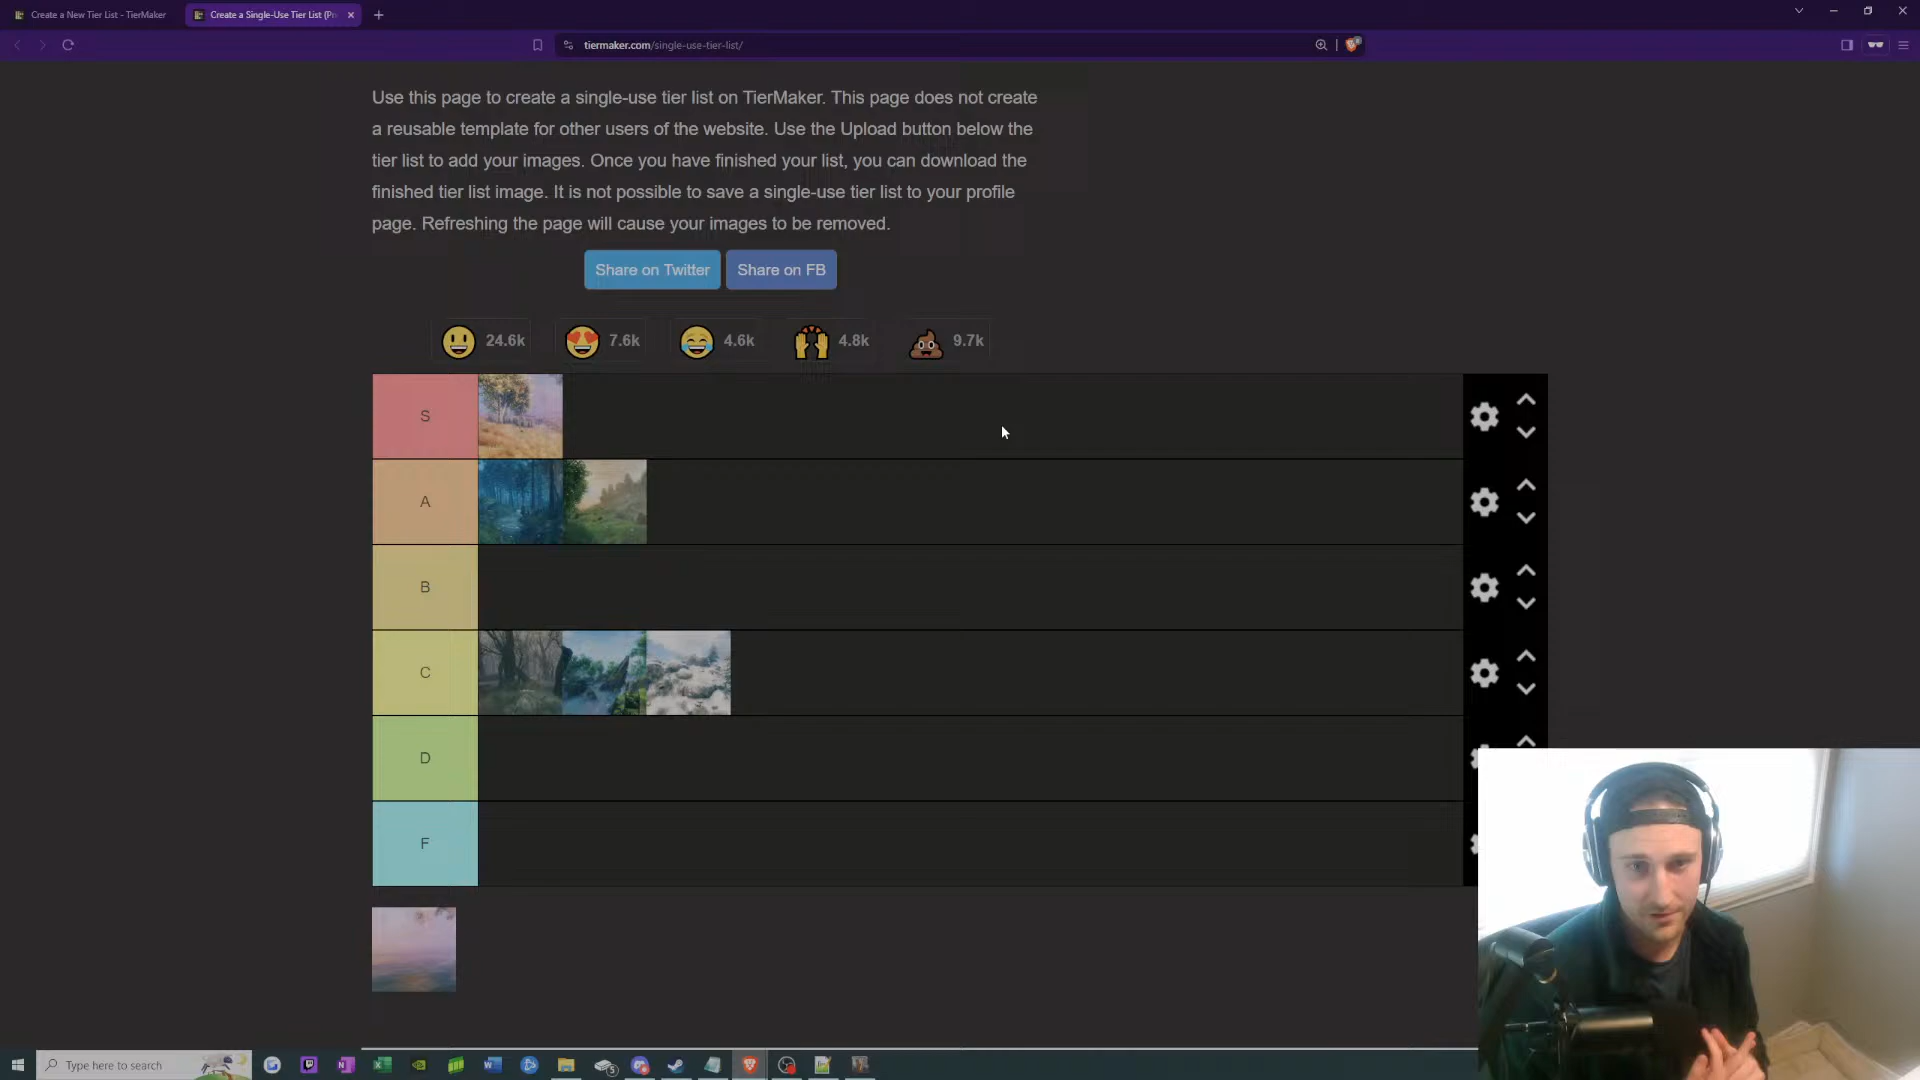 Create a New Tier List - TierMaker
Create a Single-Use Tier List (Pr
tiermaker.com/single-use-tier-list/
Use this page to create a single-use tier list on TierMaker. This page does not create
a reusable template for other users of the website. Use the Upload button below the
tier list to add your images. Once you have finished your list, you can download the
finished tier list image. It is not possible to save a single-use tier list to your profile
page. Refreshing the page will cause your images to be removed.
Share on Twitter Share on FB
24.6k 7.6k 4.6k 4.8k 9.7k
S
A
B
C
D
F
Type here to search
5